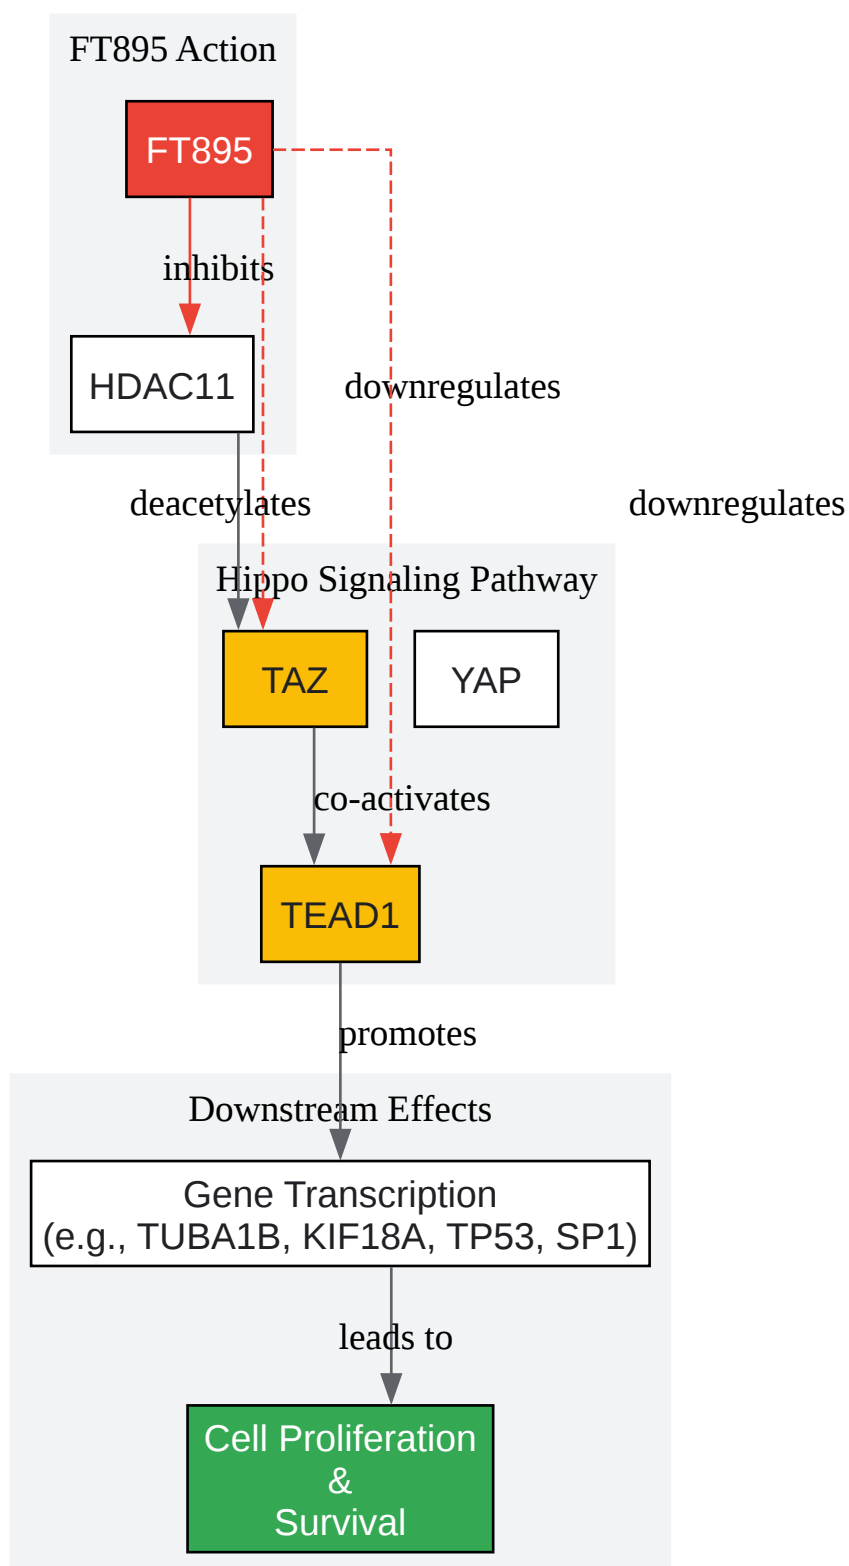 FT895 Action
FT895
inhibits
HDAC11
downregulates
deacetylates
downregulates
Hippo Signaling Pathway
TAZ
YAP
co-activates
TEAD1
promotes
Downstream Effects
Gene Transcription
(e.g., TUBA1B, KIF18A, TP53, SP1)
leads to
Cell Proliferation
&
Survival